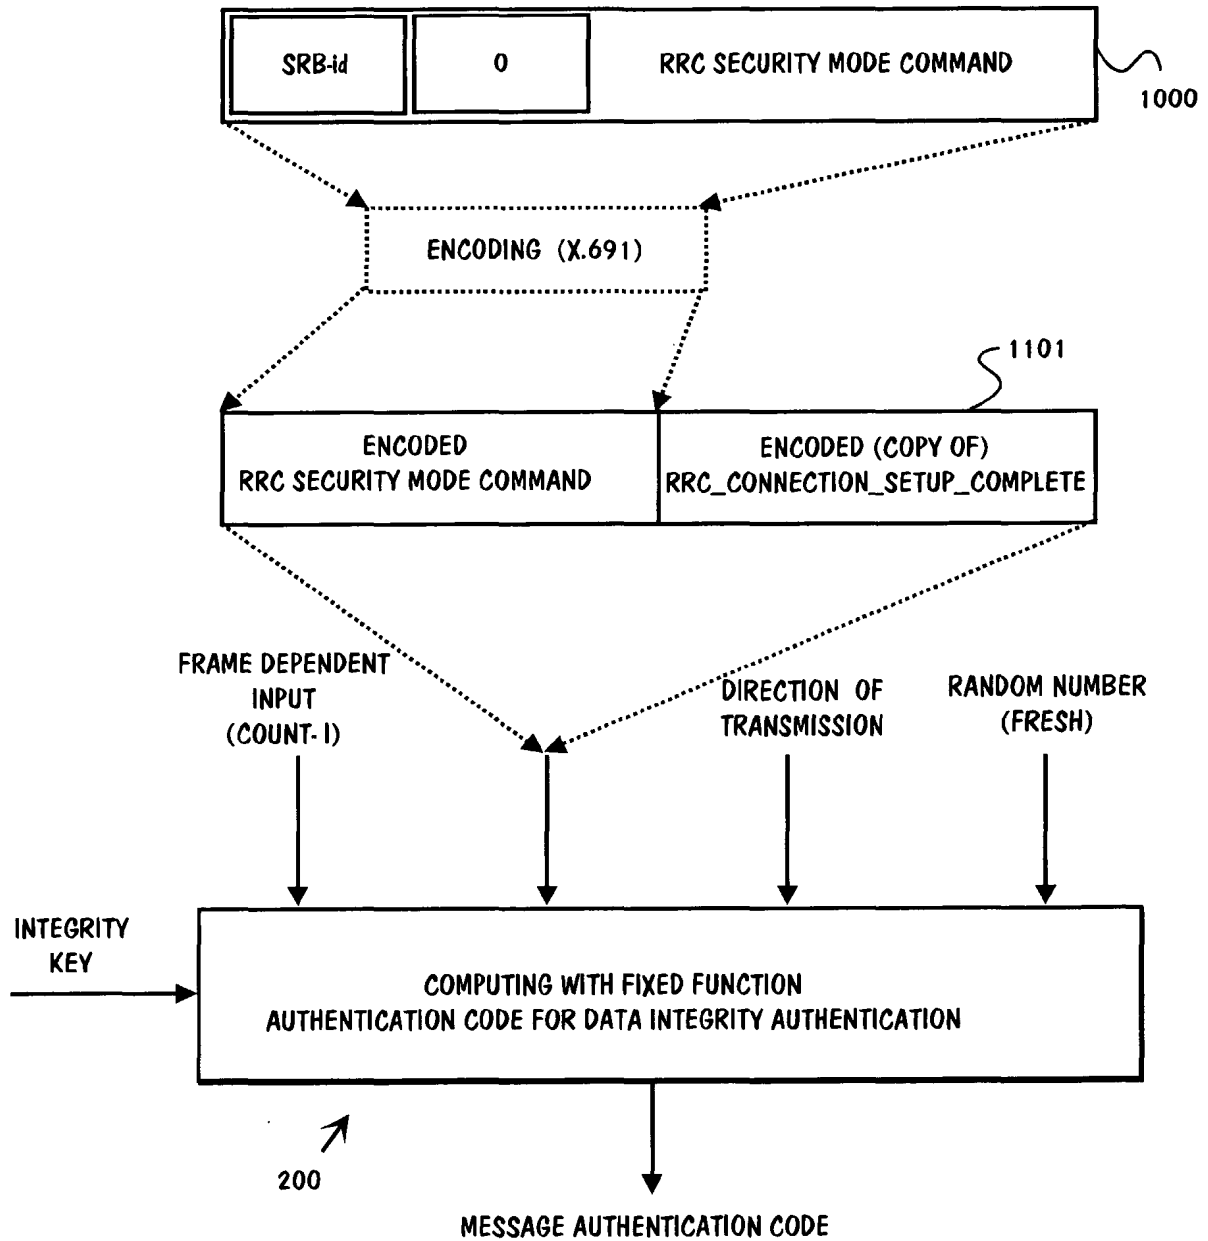 SRB-id
0
RRC SECURITY MODE COMMAND
1000
ENCODING (X.691)
1101
ENCODED
RRC SECURITY MODE COMMAND
ENCODED (COPY OF)
RRC_CONNECTION_SETUP_COMPLETE
FRAME DEPENDENT
INPUT
(COUNT- I)
DIRECTION OF
TRANSMISSION
RANDOM NUMBER
(FRESH)
INTEGRITY
KEY
COMPUTING WITH FIXED FUNCTION
AUTHENTICATION CODE FOR DATA INTEGRITY AUTHENTICATION
200
MESSAGE AUTHENTICATION CODE